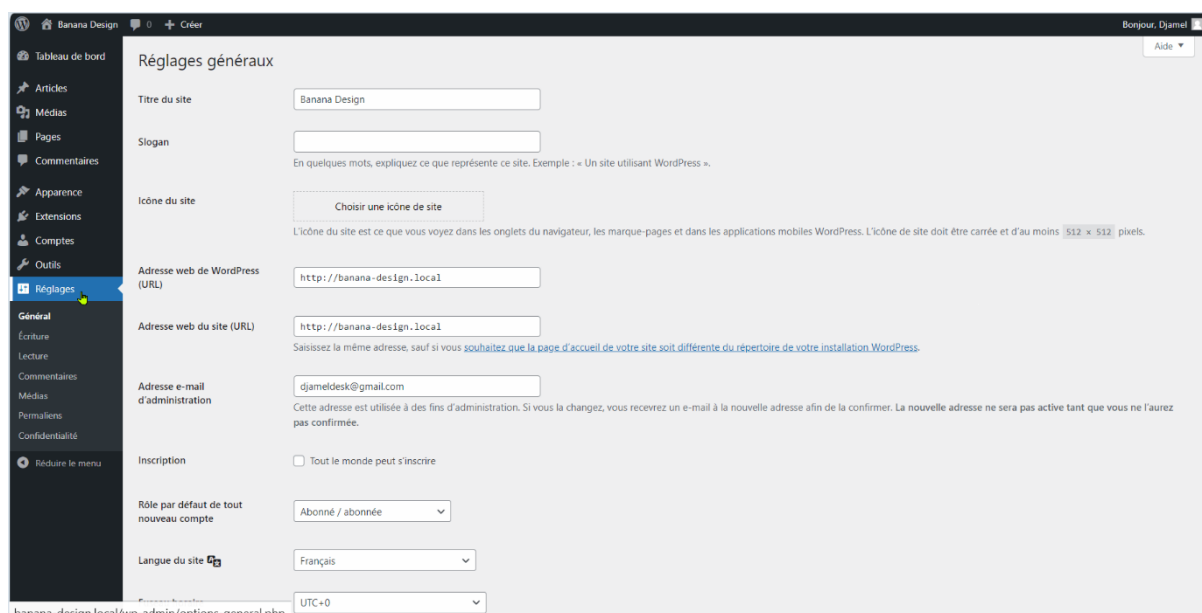 Banana Design 0 Créer Bonjour, Djamel
Aide
Tableau de bord
Articles
Médias
Pages
Commentaires
Apparence
Extensions
Comptes
Outils
Réglages
Général
Écriture
Lecture
Commentaires
Médias
Permaliens
Confidentialité
Réduire le menu
Réglages généraux
Titre du site
Banana Design
Slogan
En quelques mots, expliquez ce que représente ce site. Exemple : « Un site utilisant WordPress ».
Icône du site
Choisir une icône de site
L'icône du site est ce que vous voyez dans les onglets du navigateur, les marque-pages et dans les applications mobiles WordPress. L'icône de site doit être carrée et d'au moins 512 × 512 pixels.
Adresse web de WordPress
(URL)
http://banana-design.local
Adresse web du site (URL)
http://banana-design.local
Saisissez la même adresse, sauf si vous souhaitez que la page d'accueil de votre site soit différente du répertoire de votre installation WordPress.
Adresse e-mail
d'administration
djameldesk@gmail.com
Cette adresse est utilisée à des fins d'administration. Si vous la changez, vous recevrez un e-mail à la nouvelle adresse afin de la confirmer. La nouvelle adresse ne sera pas active tant que vous ne l'aurez
pas confirmée.
Inscription
Tout le monde peut s'inscrire
Rôle par défaut de tout
nouveau compte
Abonné / abonnée
Langue du site
Français
UTC+0
banana-design.local/wp-admin/options-general.php